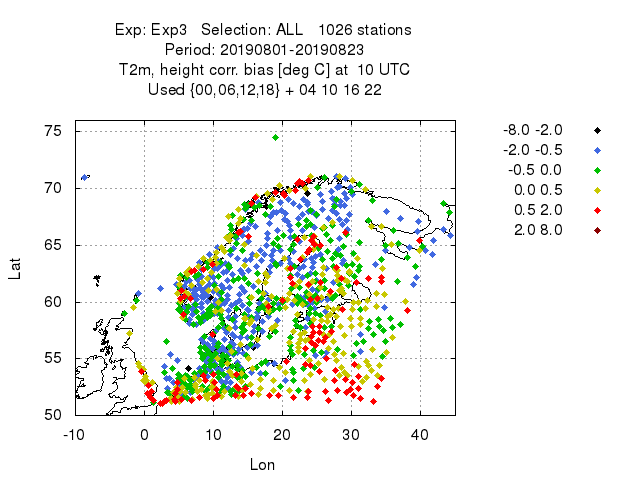 Exp: Exp3 Selection: ALL 1026 stations
Period: 20190801-20190823
T2m, height corr. bias [deg C] at 10 UTC
Used {00,06,12,18} + 04 10 16 22
-8.0 -2.0
-2.0 -0.5
-0.5 0.0
0.0 0.5
0.5 2.0
2.0 8.0
75
70
65
60
55
50
Lat
-10 0 10 20 30 40
Lon